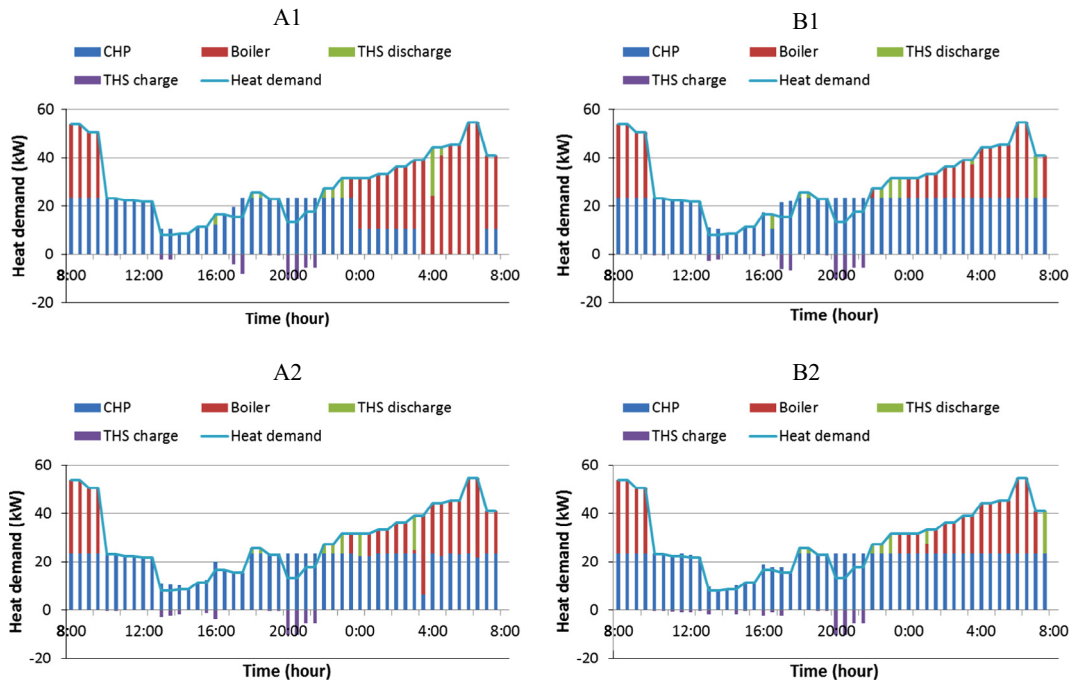 A1
CHP Boiler THS discharge
THS charge Heat demand
Heat demand (kW)
60
40
20
0
-20
8:00 12:00 16:00 20:00 0:00 4:00 8:00
Time (hour)
B1
CHP Boiler THS discharge
THS charge Heat demand
Heat demand (kW)
60
40
20
0
-20
8:00 12:00 16:00 20:00 0:00 4:00 8:00
Time (hour)
A2
CHP Boiler THS discharge
THS charge Heat demand
Heat demand (kW)
60
40
20
0
-20
8:00 12:00 16:00 20:00 0:00 4:00 8:00
Time (hour)
B2
CHP Boiler THS discharge
THS charge Heat demand
Heat demand (kW)
60
40
20
0
-20
8:00 12:00 16:00 20:00 0:00 4:00 8:00
Time (hour)